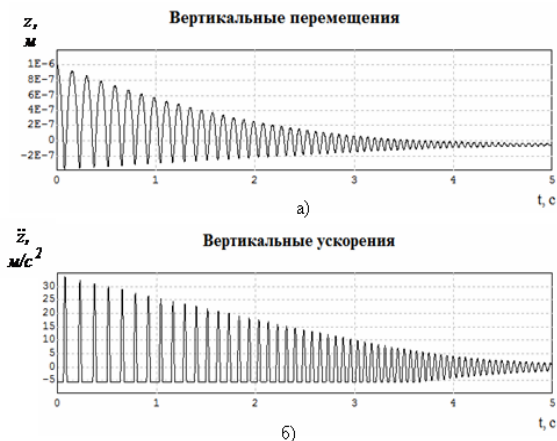 Вертикальные перемещения
z,
м
1E-6
8E-7
6E-7
4E-7
2E-7
0
-2E-7
0 1 2 3 4 5
t, c
а)
Вертикальные ускорения
z̈,
м/с²
30
25
20
15
10
5
0
-5
0 1 2 3 4 5
t, c
б)